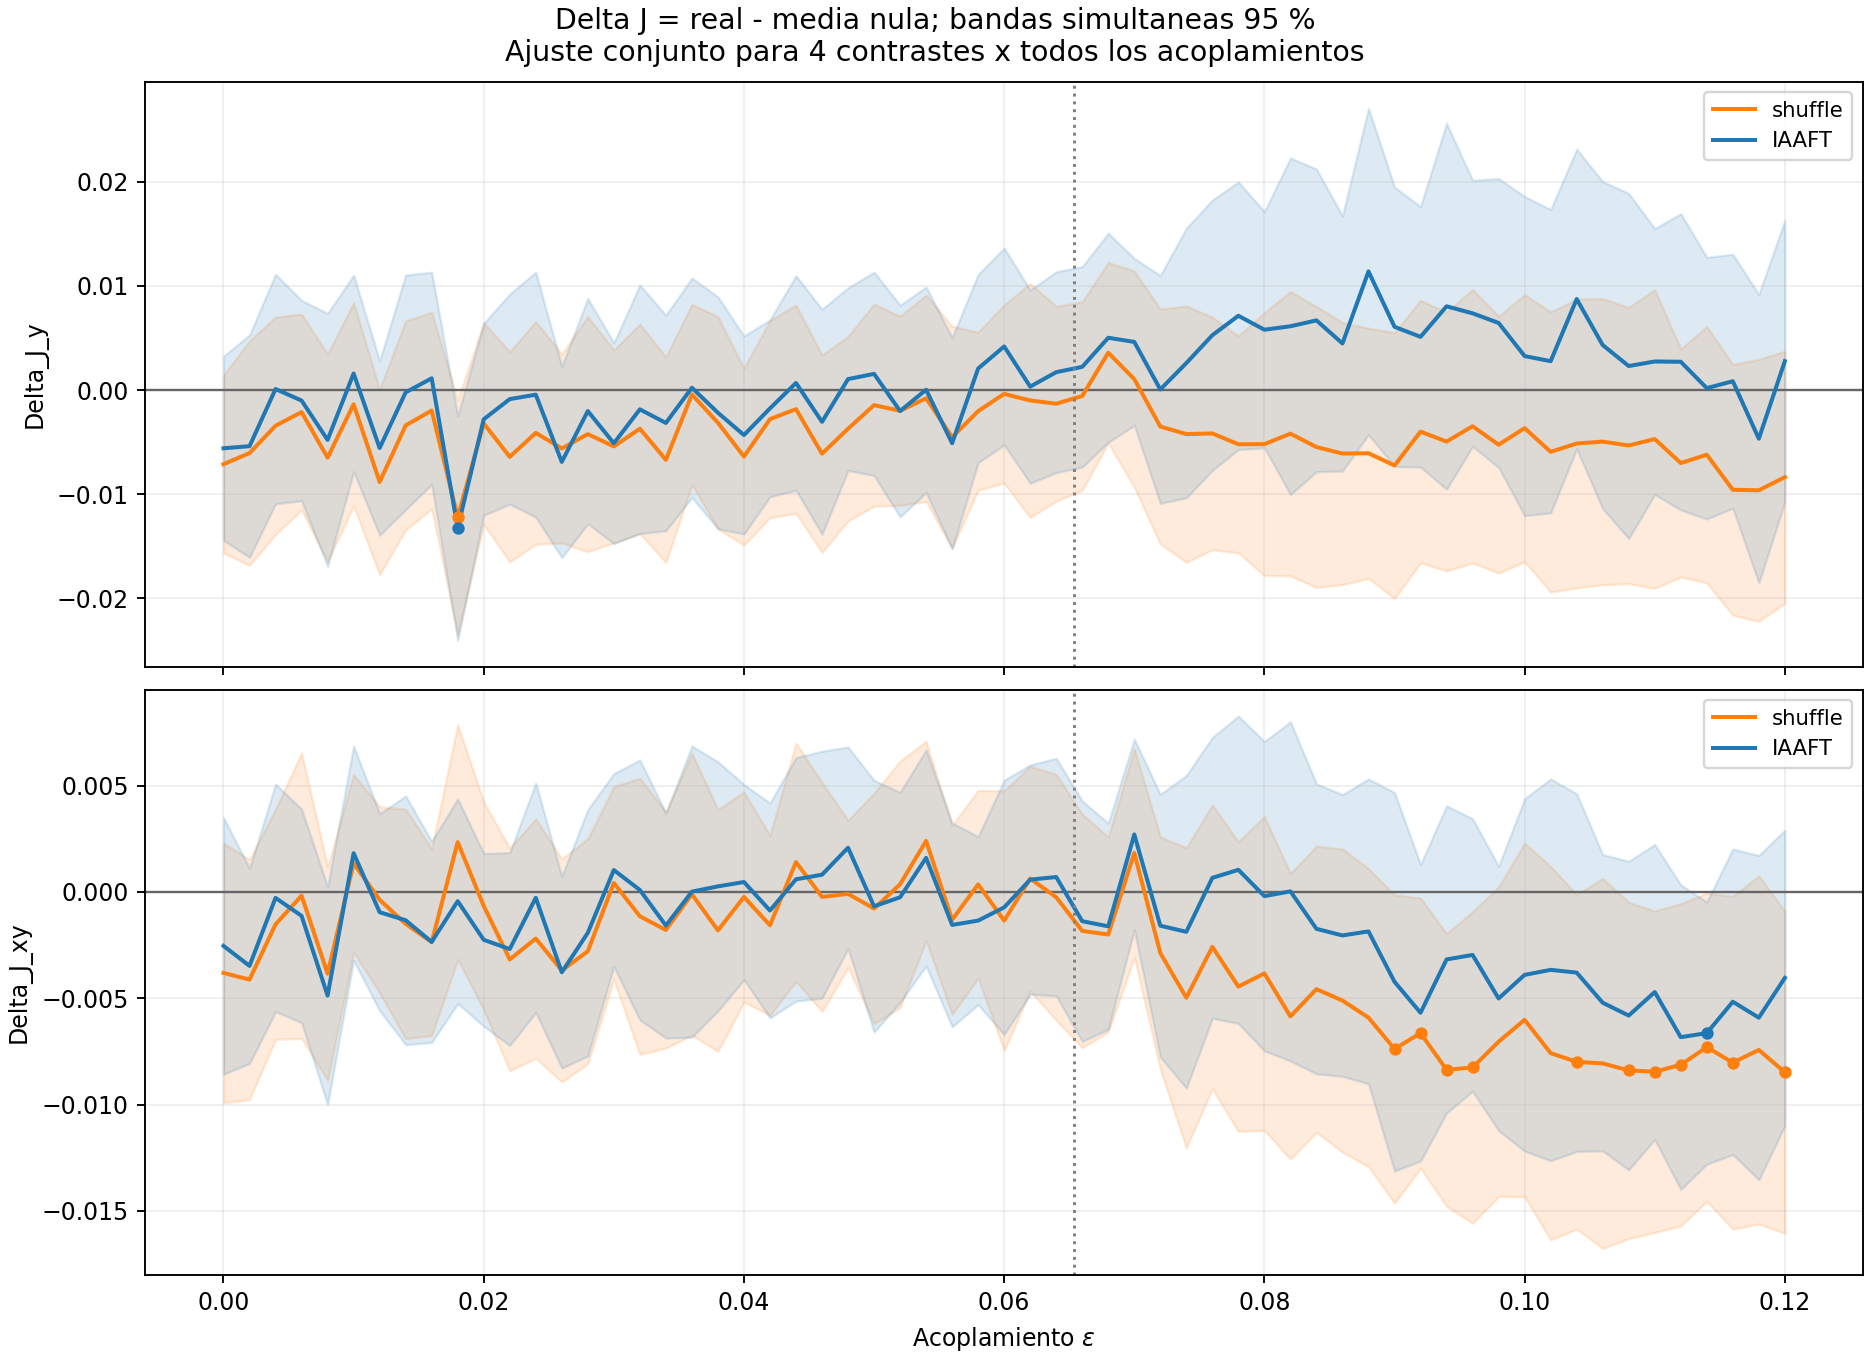 Delta J = real - media nula; bandas simultaneas 95 %
Ajuste conjunto para 4 contrastes x todos los acoplamientos
shuffle
IAAFT
0.02
0.01
0.00
−0.01
−0.02
Delta_J_y
shuffle
IAAFT
0.005
0.000
−0.005
−0.010
−0.015
Delta_J_xy
0.00 0.02 0.04 0.06 0.08 0.10 0.12
Acoplamiento ε